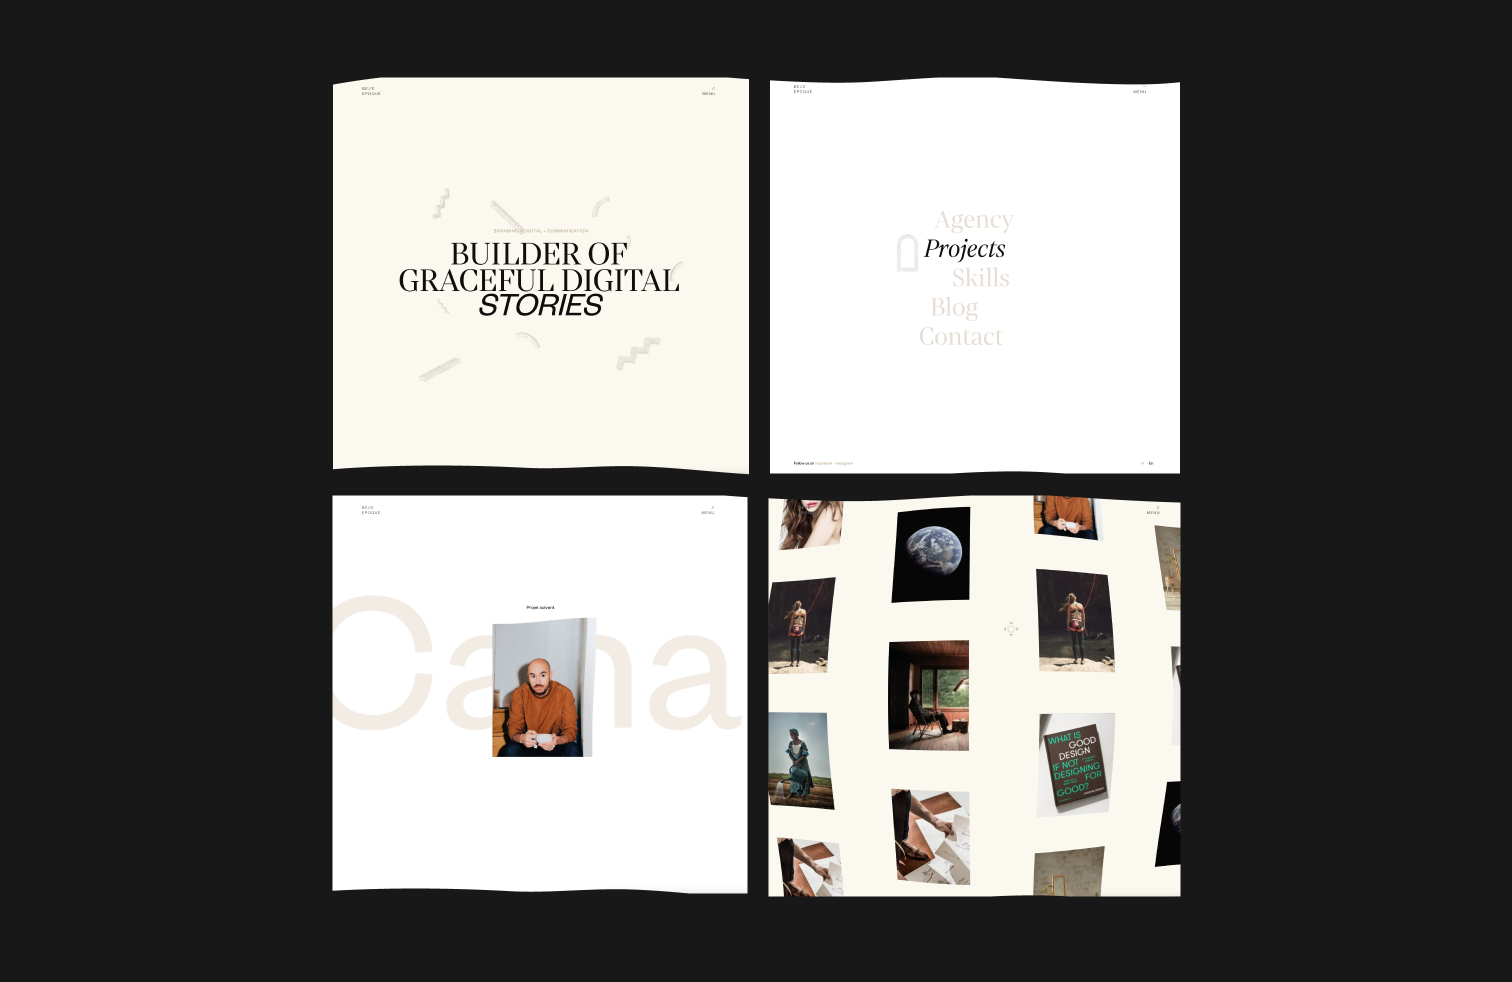 BELLE
EPOQUE
MENU
BRANDING • DIGITAL • COMMUNICATION
BUILDER OF
GRACEFUL DIGITAL
STORIES
EPOQUE
MENU
Agency
Projects
Skills
Blog
Contact
Follow us on Facebook - Instagram
Fr - En
EPOQUE
MENU
Projet suivant
Cana
MENU
WHAT IS
GOOD
DESIGN
IF NOT
DESIGNING
FOR
GOOD?